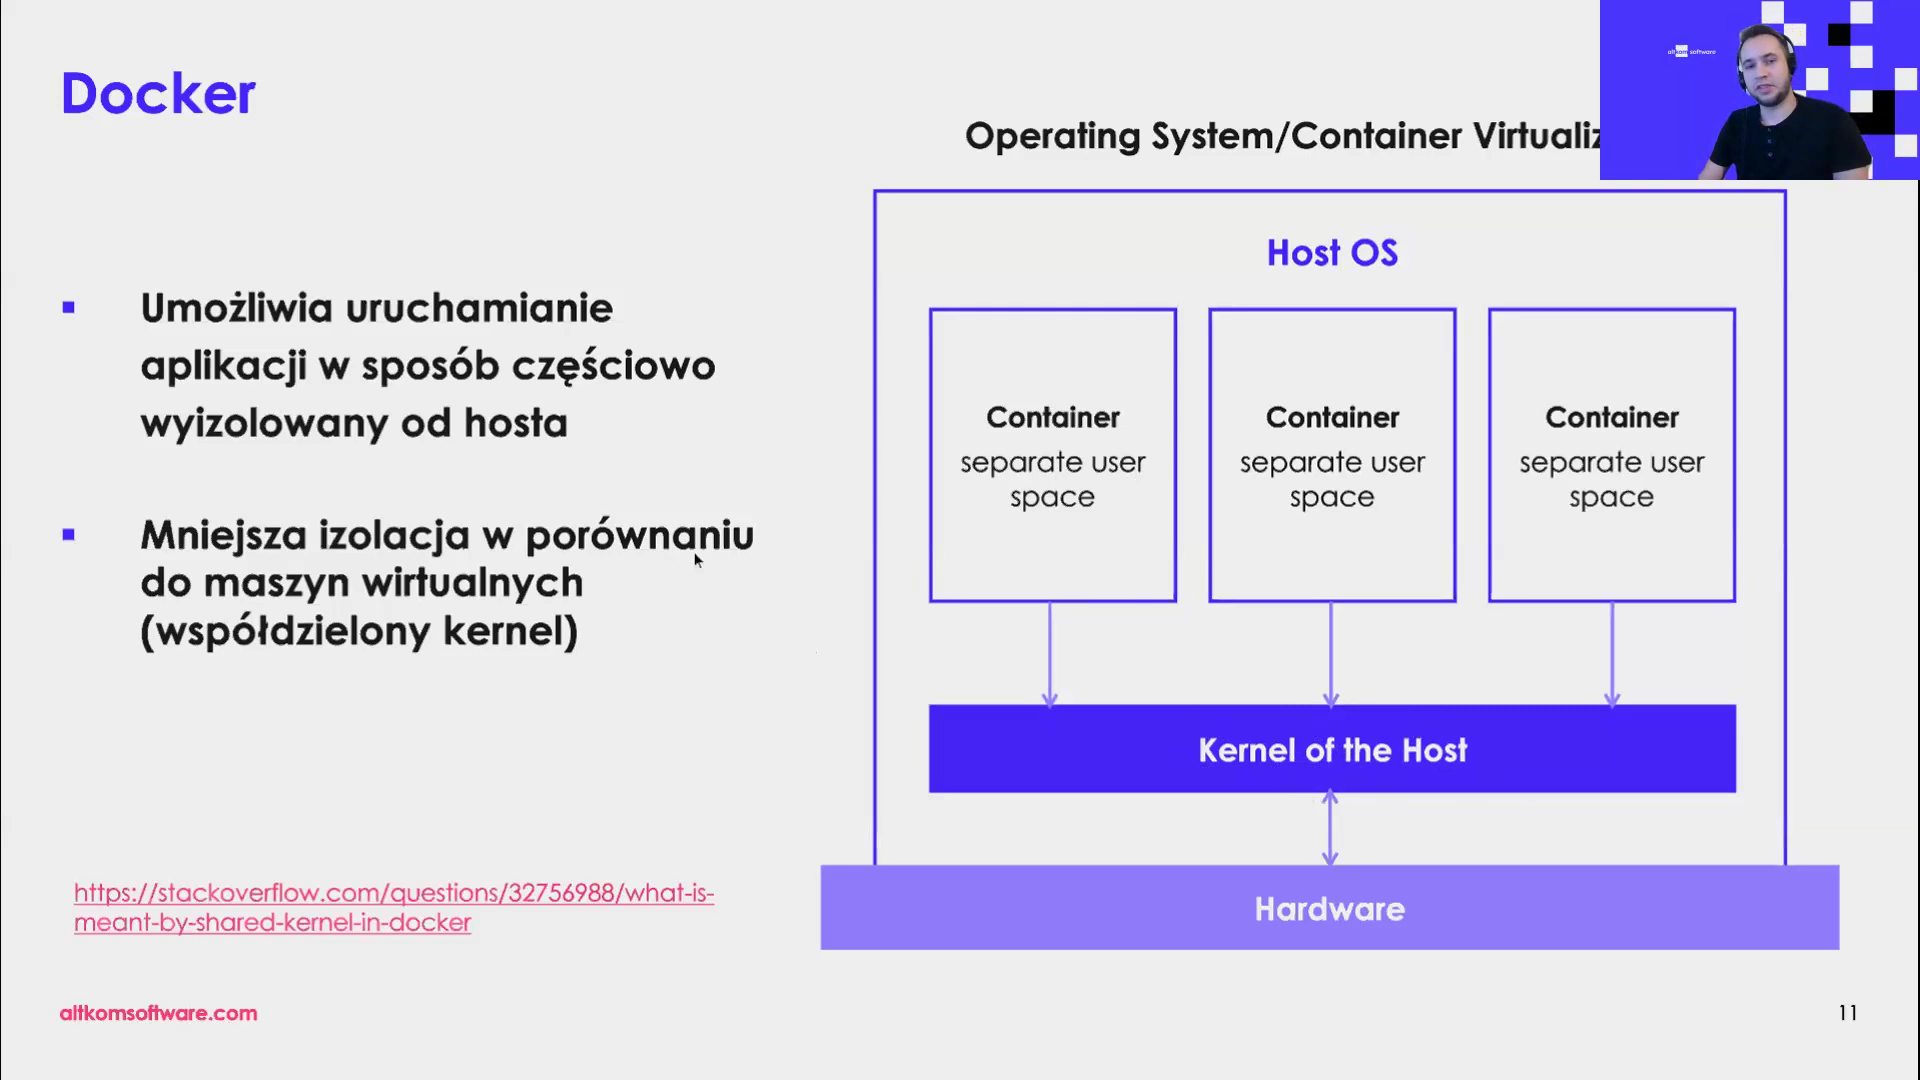 Docker
Operating System/Container Virtualiz
altkom software
Host OS
Umożliwia uruchamianie
aplikacji w sposób częściowo
wyizolowany od hosta
Mniejsza izolacja w porównaniu
do maszyn wirtualnych
(współdzielony kernel)
Container
separate user
space
Container
separate user
space
Container
separate user
space
Kernel of the Host
Hardware
https://stackoverflow.com/questions/32756988/what-is-
meant-by-shared-kernel-in-docker
altkomsoftware.com
11